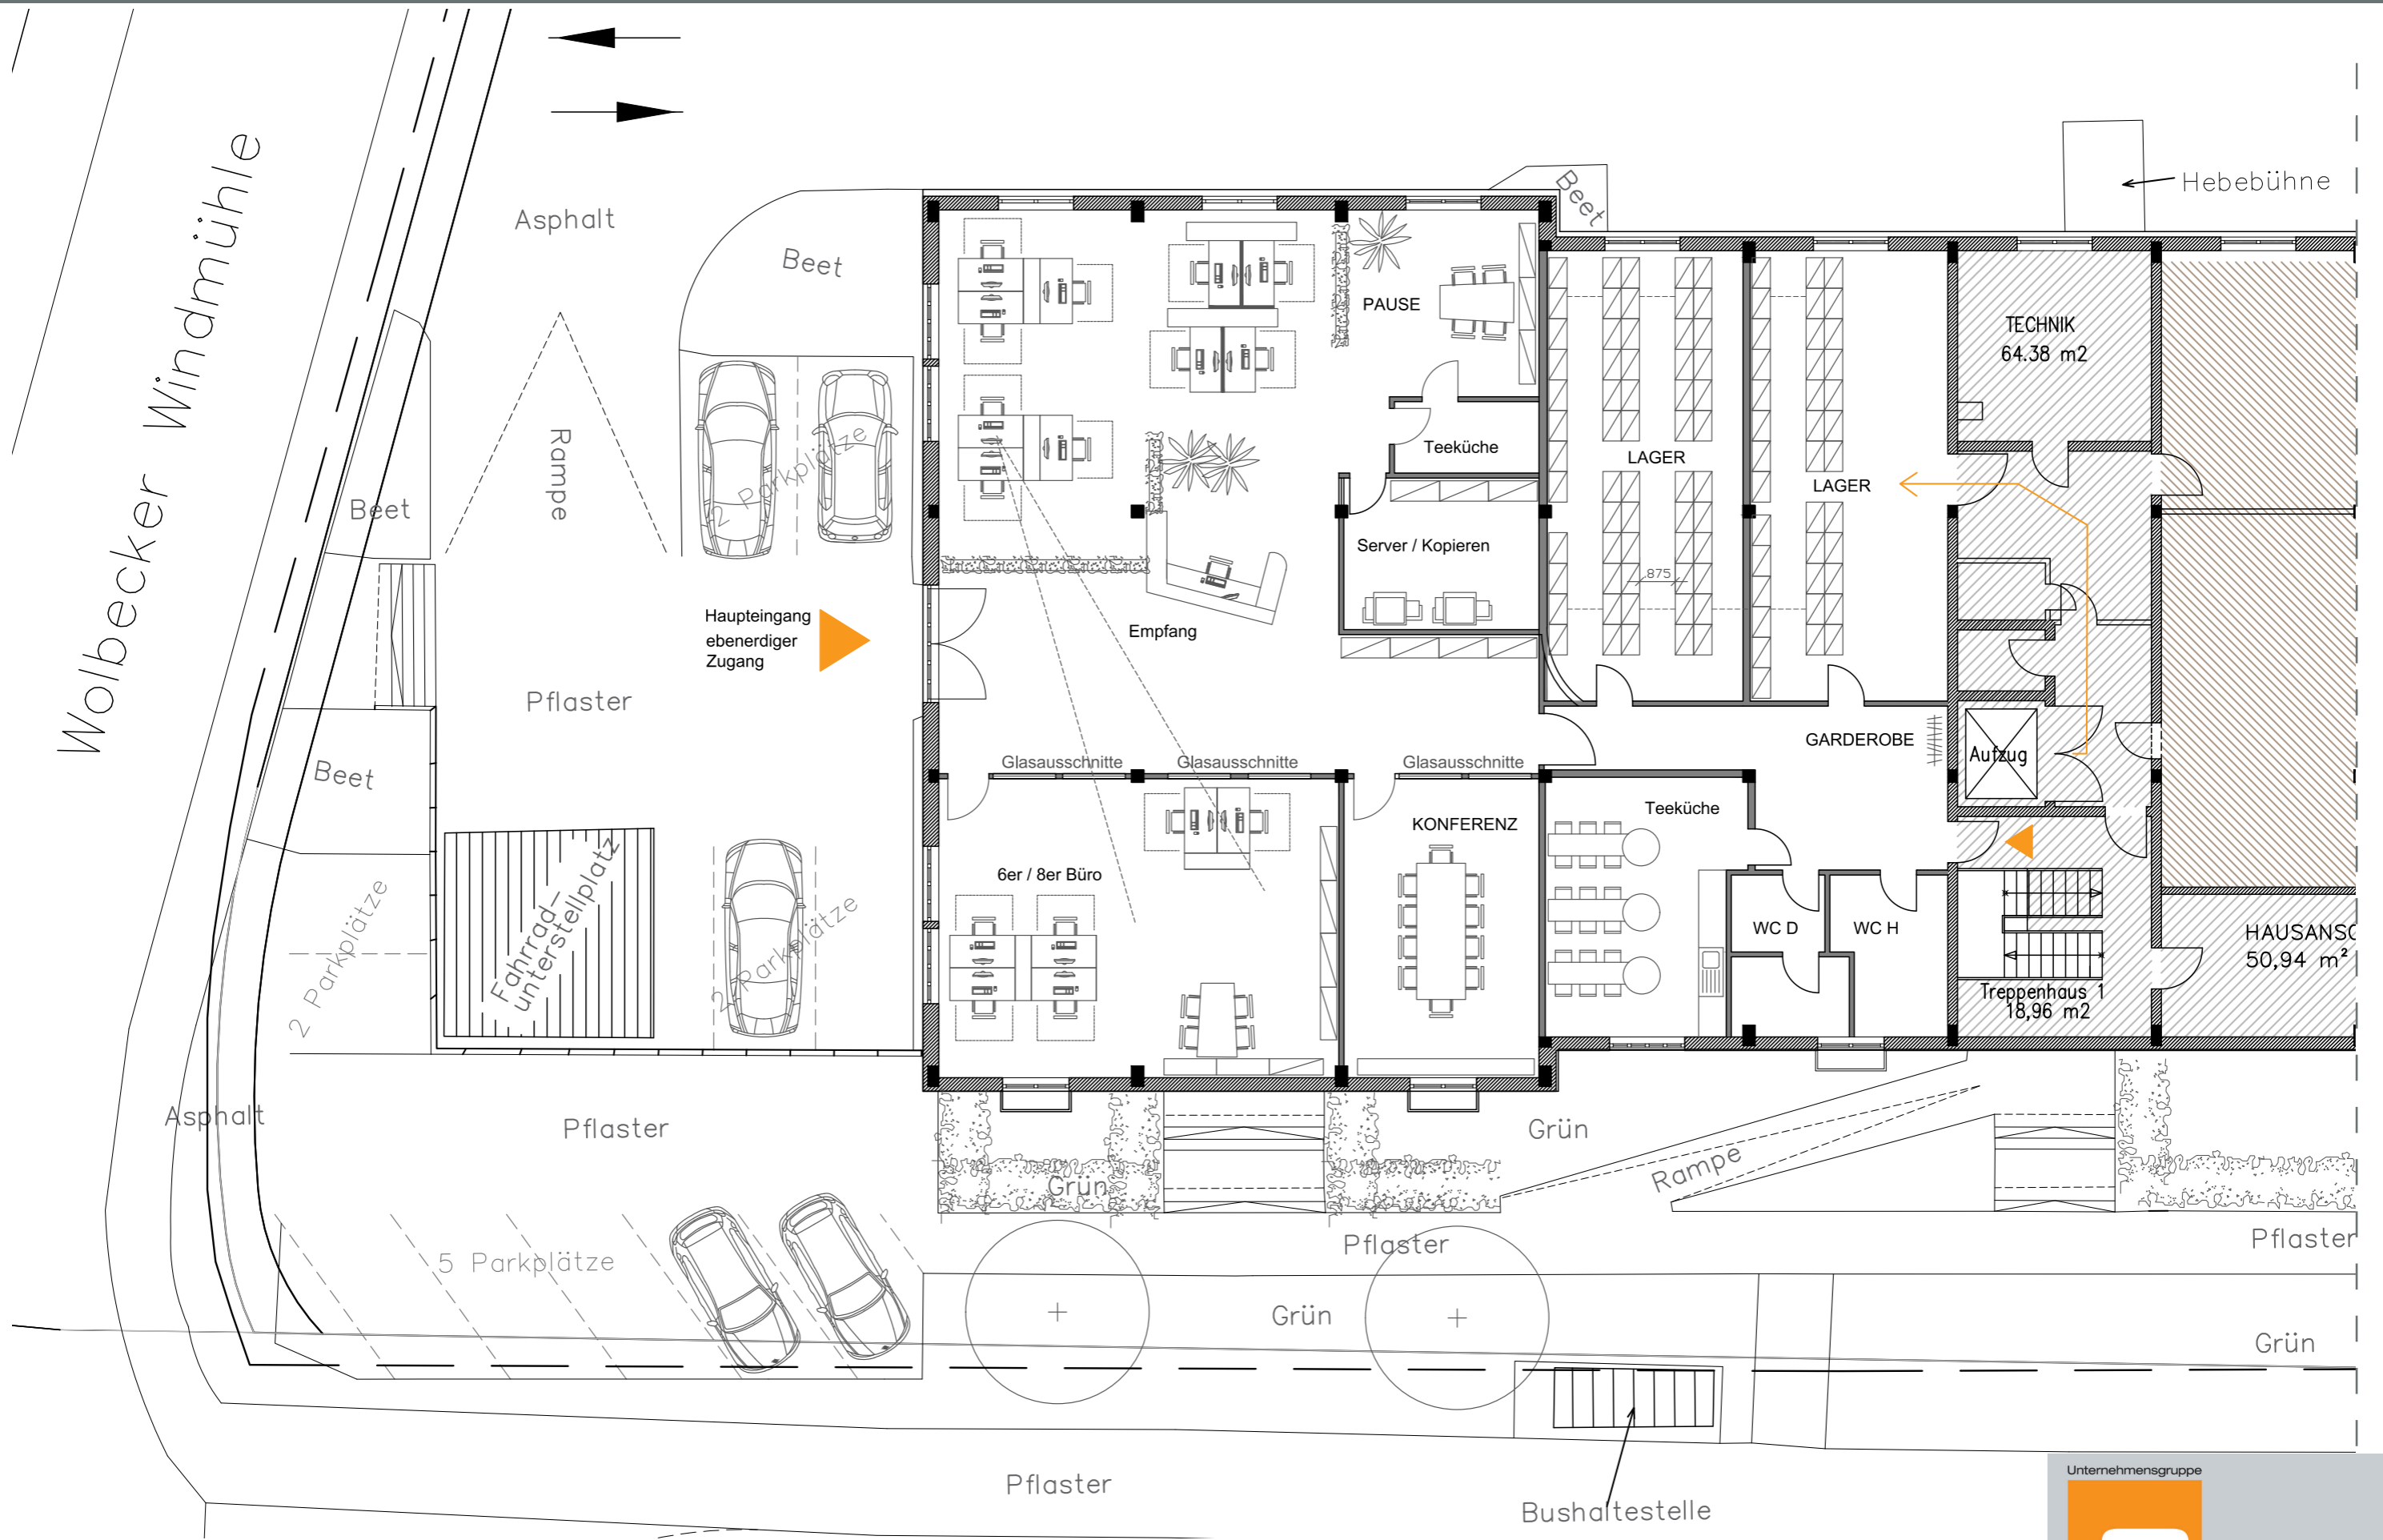 Wolbecker Windmühle
Asphalt
Beet
Beet
Hebebühne
PAUSE
TECHNIK
64.38 m2
Rampe
2 Parkplätze
Teeküche
LAGER
LAGER
Beet
Server / Kopieren
875
Haupteingang
ebenerdiger
Zugang
Empfang
Pflaster
GARDEROBE
Aufzug
Glasausschnitte
Glasausschnitte
Glasausschnitte
Beet
Teeküche
KONFERENZ
6er / 8er Büro
Fahrrad-
unterstellplatz
2 Parkplätze
2 Parkplätze
WC D
WC H
HAUSANSC
50,94 m²
Treppenhaus 1
18,96 m2
Asphalt
Pflaster
Grün
Rampe
Grün
Pflaster
Pflaster
5 Parkplätze
Grün
Grün
Pflaster
Bushaltestelle
Unternehmensgruppe